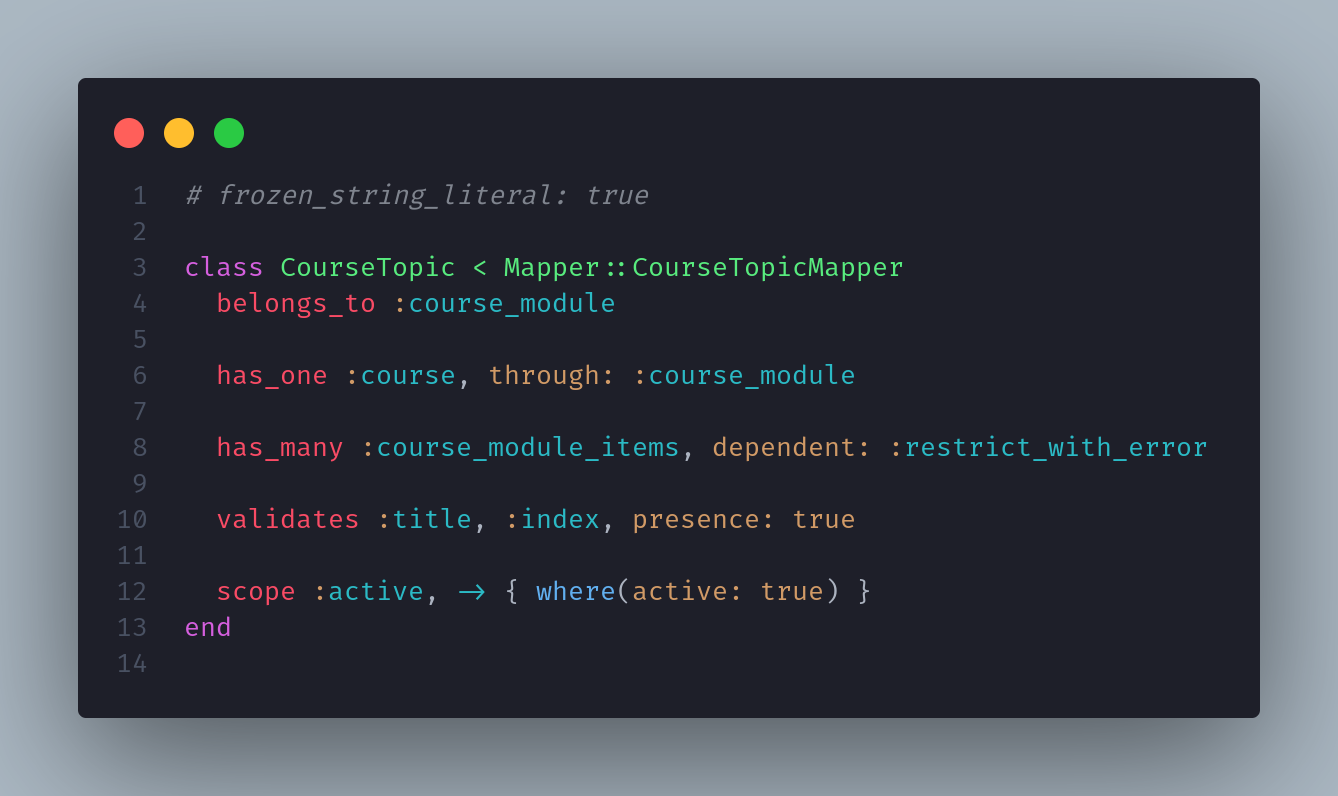 1 # frozen_string_literal: true
2
3 class CourseTopic < Mapper::CourseTopicMapper
4   belongs_to :course_module
5
6   has_one :course, through: :course_module
7
8   has_many :course_module_items, dependent: :restrict_with_error
9
10   validates :title, :index, presence: true
11
12   scope :active, -> { where(active: true) }
13 end
14